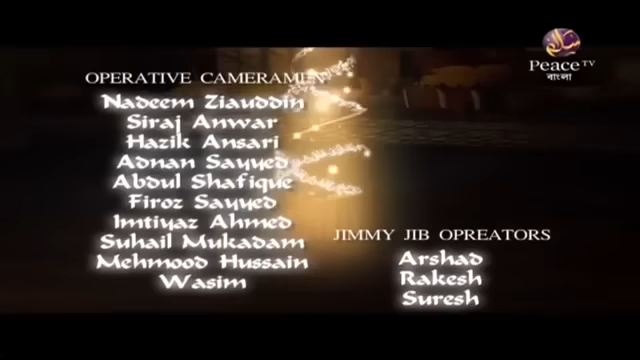 OPERATIVE CAMERAMEN
Nadeem Ziauddin
Siraj Anwar
Hazik Ansari
Adnan Sayyed
Abdul Shafique
Firoz Sayyed
Imtiyaz Ahmed
Suhail Mukadam
Mehmood Hussain
Wasim
JIMMY JIB OPREATORS
Arshad
Rakesh
Suresh
Peace TV
বাংলা